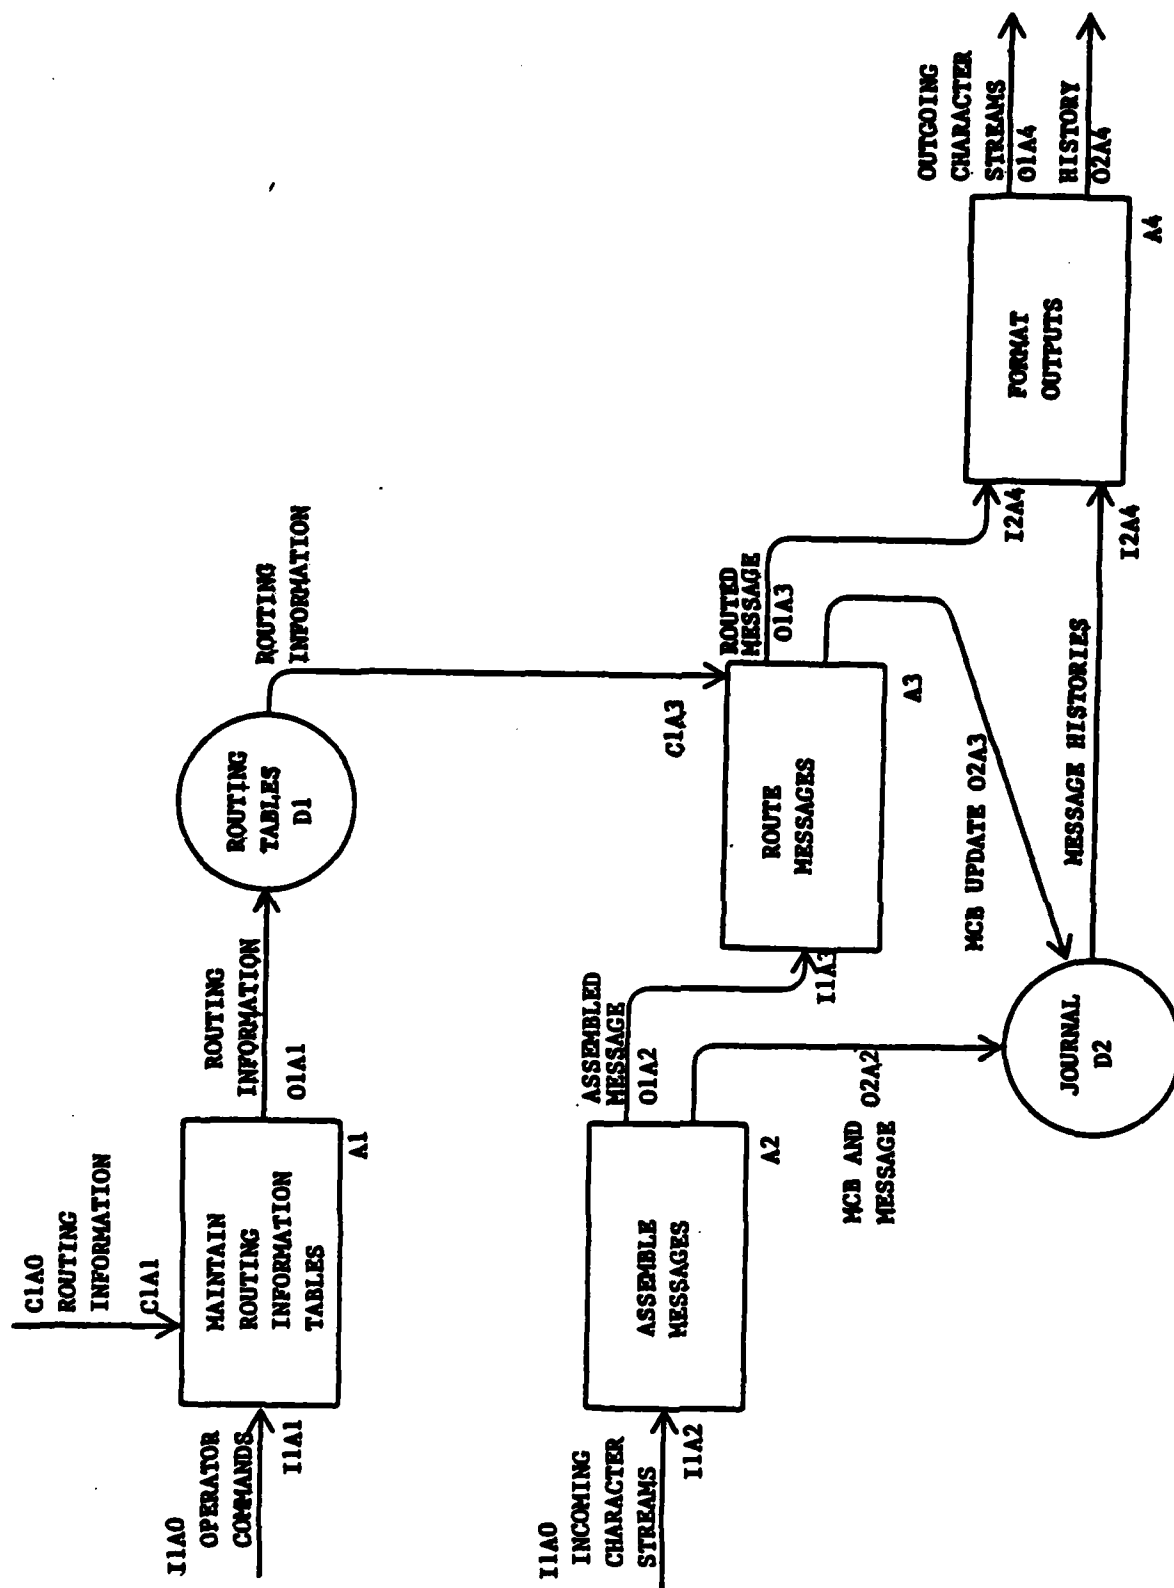 C1A0
ROUTING
INFORMATION
C1A1
I1A0
OPERATOR
COMMANDS
I1A1
MAINTAIN
ROUTING
INFORMATION
TABLES
A1
ROUTING
INFORMATION
O1A1
ROUTING
TABLES
D1
ROUTING
INFORMATION
C1A3
I1A0
INCOMING
CHARACTER
STREAMS
I1A2
ASSEMBLE
MESSAGES
A2
ASSEMBLED
MESSAGE
O1A2
MCB AND O2A2
MESSAGE
I1A3
ROUTE
MESSAGES
A3
ROUTED
MESSAGE
O1A3
MCB UPDATE O2A3
JOURNAL
D2
MESSAGE HISTORIES
I2A4
I2A4
FORMAT
OUTPUTS
A4
OUTGOING
CHARACTER
STREAMS
O1A4
HISTORY
O2A4